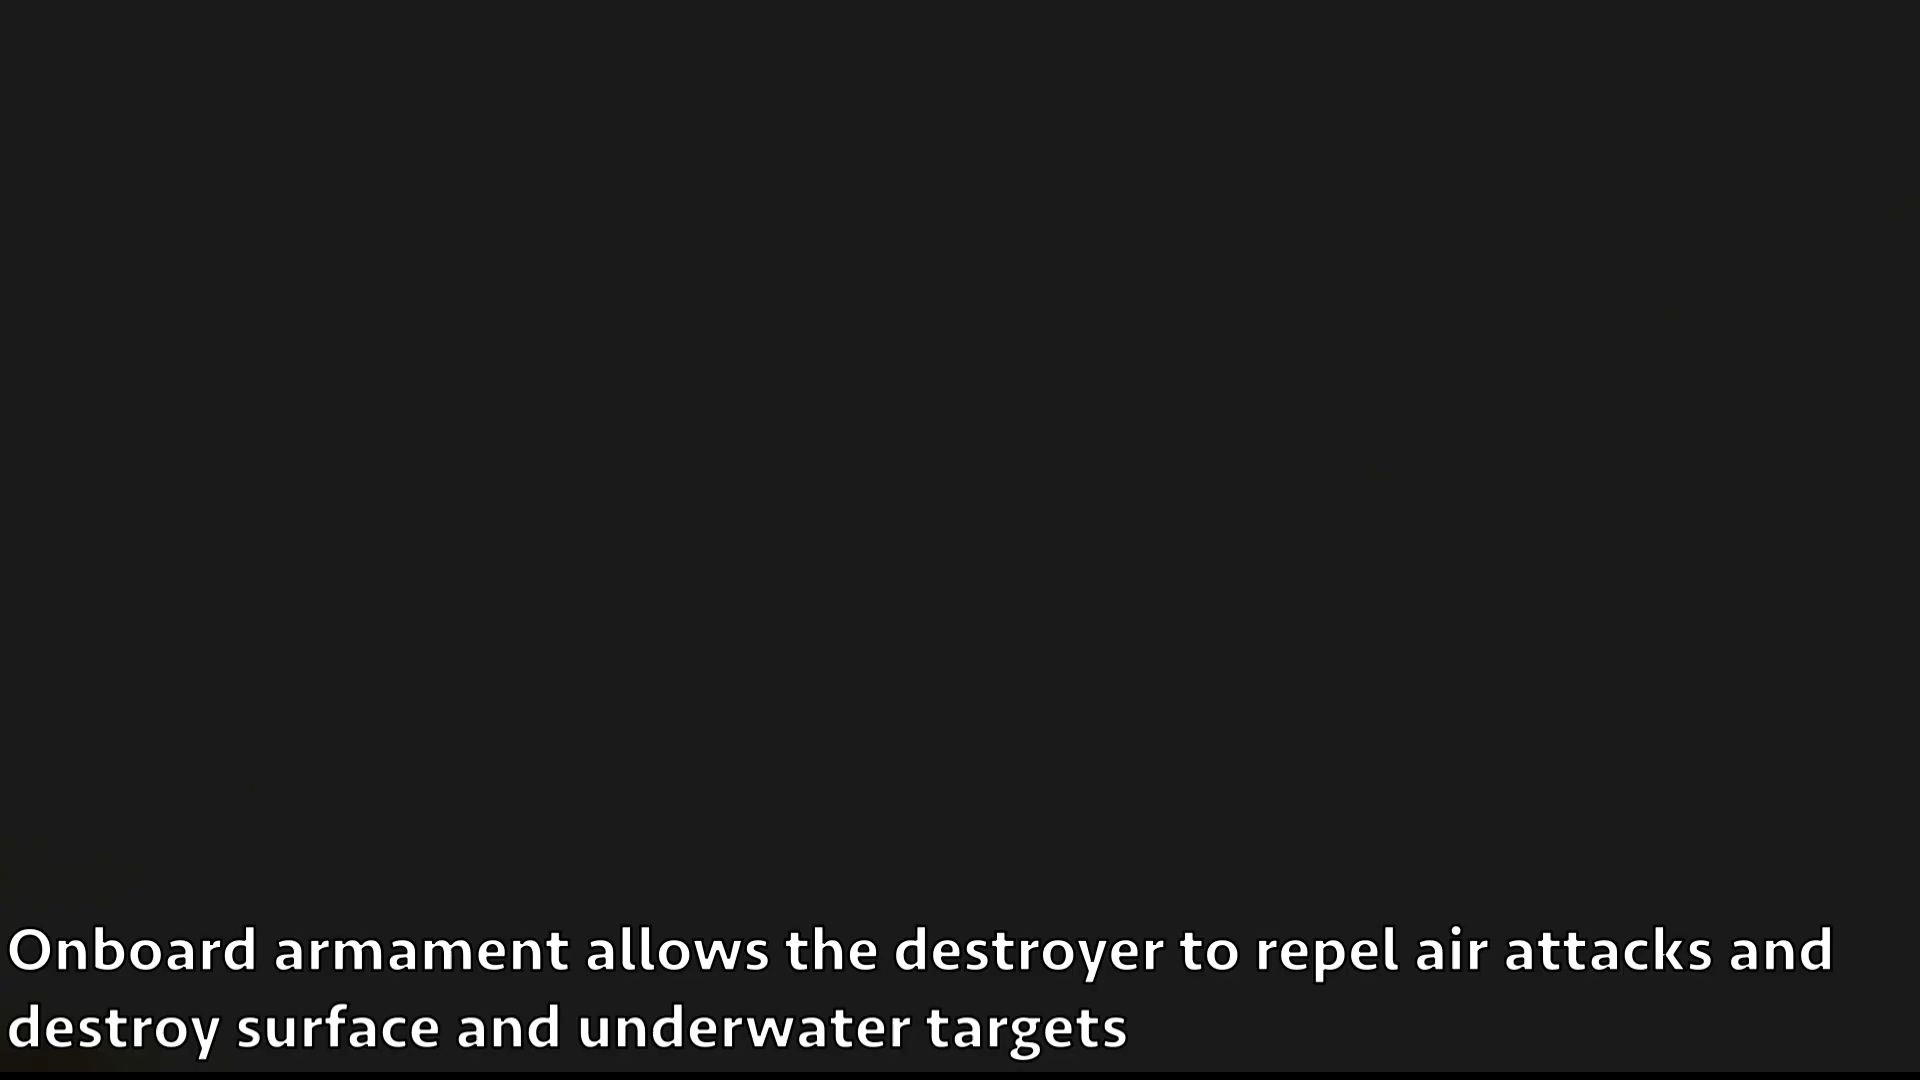 Onboard armament allows the destroyer to repel air attacks and
destroy surface and underwater targets